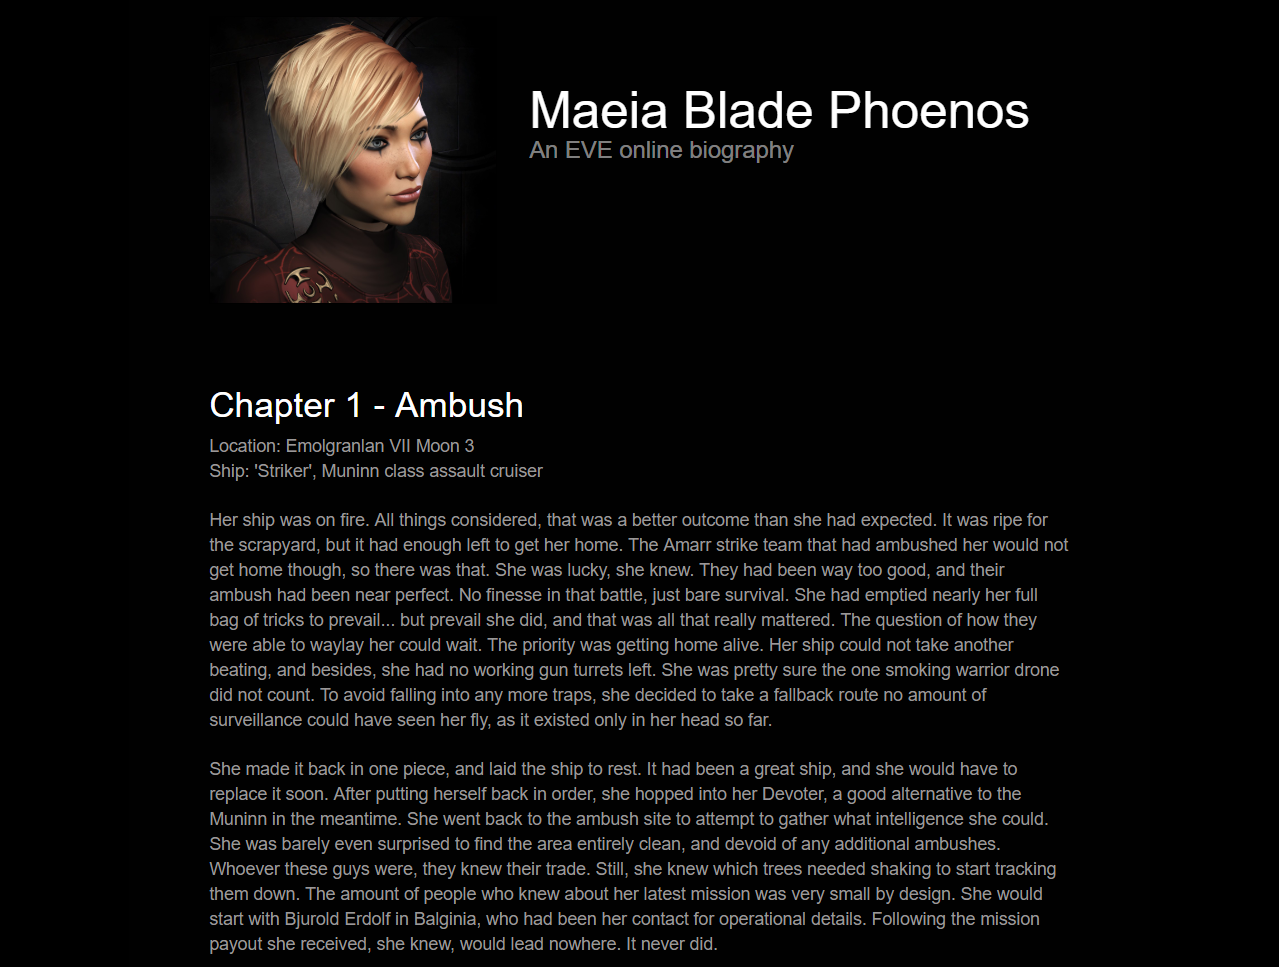 Maeia Blade Phoenos
An EVE online biography
Chapter 1 - Ambush
Location: Emolgranlan VII Moon 3
Ship: 'Striker', Muninn class assault cruiser
Her ship was on fire. All things considered, that was a better outcome than she had expected. It was ripe for
the scrapyard, but it had enough left to get her home. The Amarr strike team that had ambushed her would not
get home though, so there was that. She was lucky, she knew. They had been way too good, and their
ambush had been near perfect. No finesse in that battle, just bare survival. She had emptied nearly her full
bag of tricks to prevail... but prevail she did, and that was all that really mattered. The question of how they
were able to waylay her could wait. The priority was getting home alive. Her ship could not take another
beating, and besides, she had no working gun turrets left. She was pretty sure the one smoking warrior drone
did not count. To avoid falling into any more traps, she decided to take a fallback route no amount of
surveillance could have seen her fly, as it existed only in her head so far.
She made it back in one piece, and laid the ship to rest. It had been a great ship, and she would have to
replace it soon. After putting herself back in order, she hopped into her Devoter, a good alternative to the
Muninn in the meantime. She went back to the ambush site to attempt to gather what intelligence she could.
She was barely even surprised to find the area entirely clean, and devoid of any additional ambushes.
Whoever these guys were, they knew their trade. Still, she knew which trees needed shaking to start tracking
them down. The amount of people who knew about her latest mission was very small by design. She would
start with Bjurold Erdolf in Balginia, who had been her contact for operational details. Following the mission
payout she received, she knew, would lead nowhere. It never did.